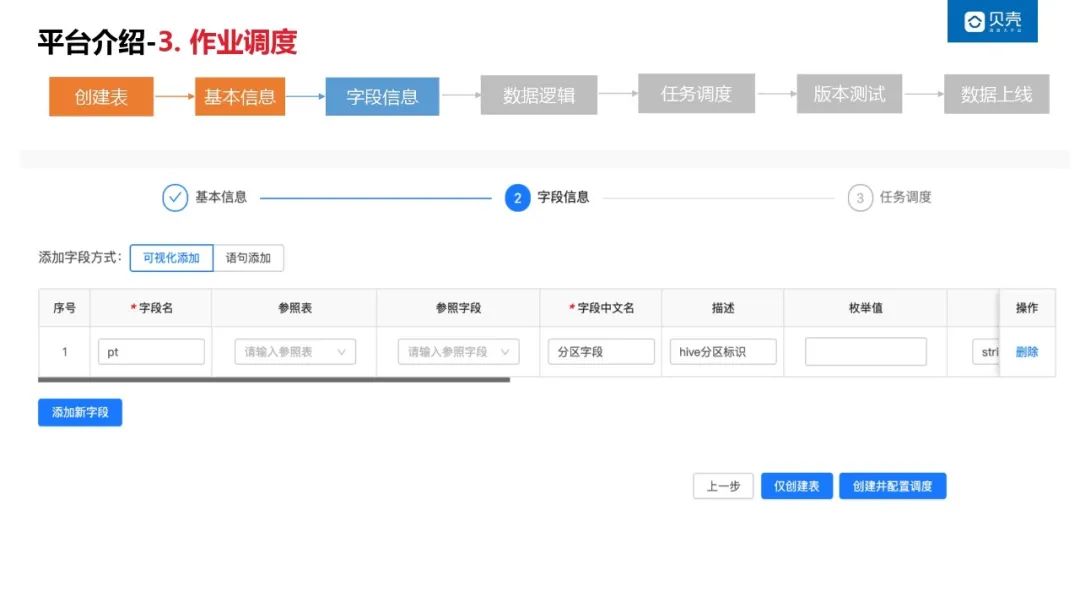 贝壳
平台介绍-3. 作业调度
创建表 基本信息 字段信息 数据逻辑 任务调度 版本测试 数据上线
基本信息 2 字段信息 3 任务调度
添加字段方式： 可视化添加 语句添加
序号 *字段名 参照表 参照字段 *字段中文名 描述 枚举值 操作
1 pt 请输入参照表 请输入参照字段 分区字段 hive分区标识 stri 删除
添加新字段
上一步 仅创建表 创建并配置调度